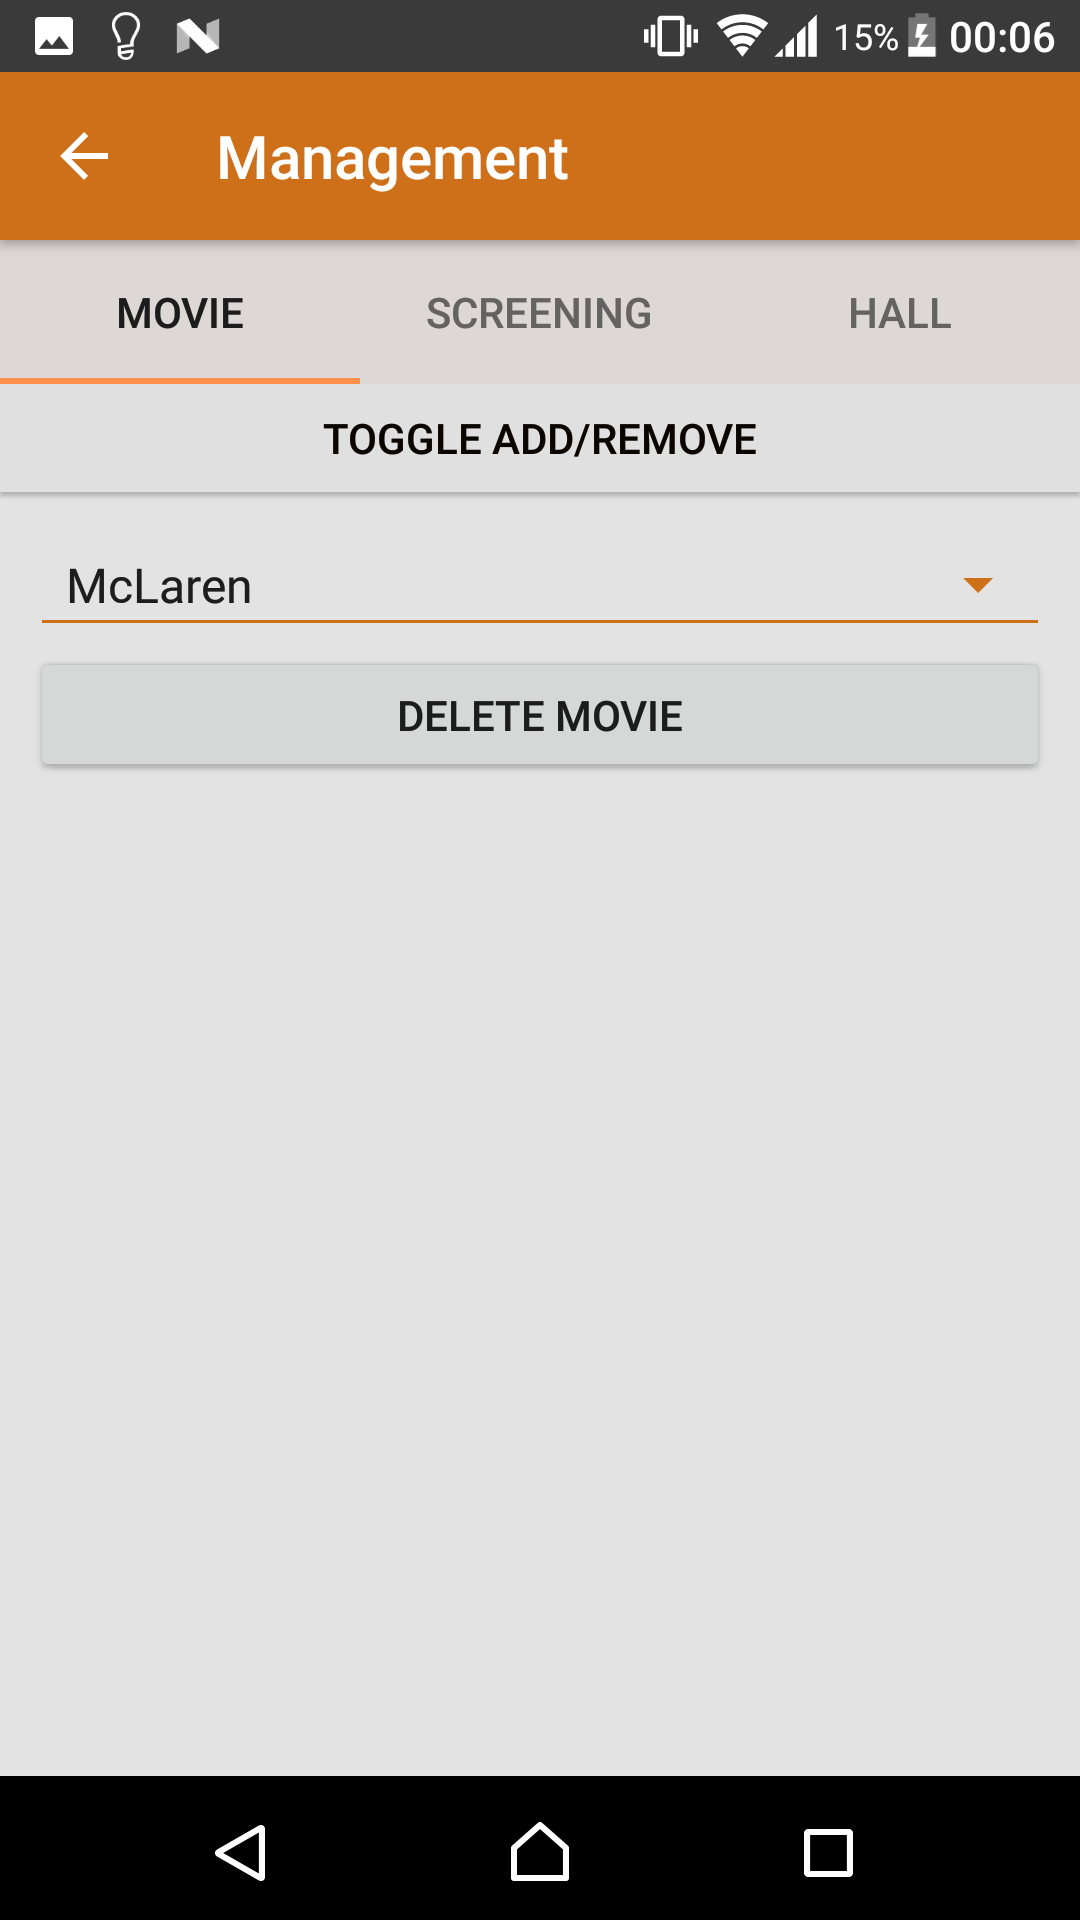 15% 00:06
Management
MOVIE SCREENING HALL
TOGGLE ADD/REMOVE
McLaren
DELETE MOVIE